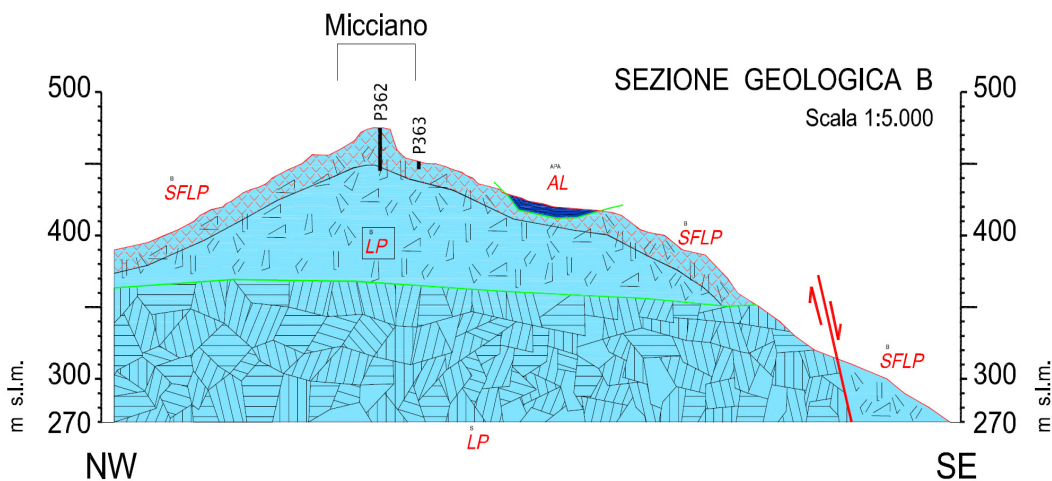 Micciano
SEZIONE GEOLOGICA B
Scala 1:5.000
500
500
P362
P363
B
SFLP
APA
AL
400
400
B
LP
B
SFLP
300
300
B
SFLP
m s.l.m.
270
270
m s.l.m.
S
LP
NW
SE